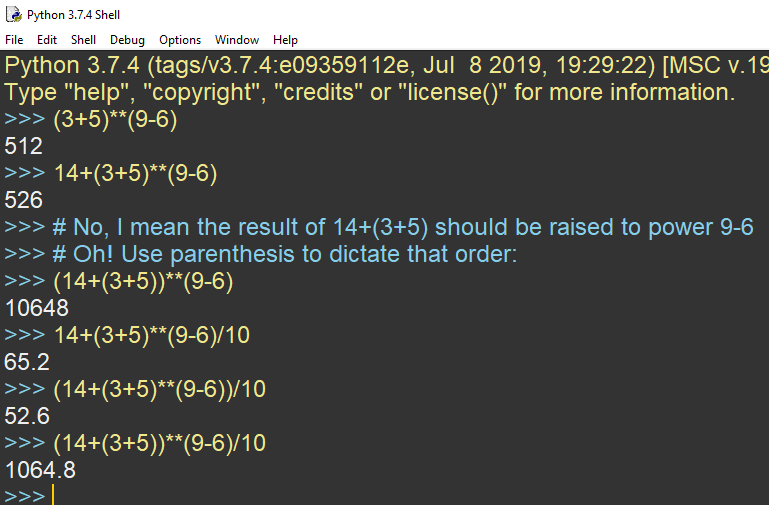 Python 3.7.4 Shell
File Edit Shell Debug Options Window Help
Python 3.7.4 (tags/v3.7.4:e09359112e, Jul  8 2019, 19:29:22) [MSC v.19
Type "help", "copyright", "credits" or "license()" for more information.
>>> (3+5)**(9-6)
512
>>> 14+(3+5)**(9-6)
526
>>> # No, I mean the result of 14+(3+5) should be raised to power 9-6
>>> # Oh! Use parenthesis to dictate that order:
>>> (14+(3+5))**(9-6)
10648
>>> 14+(3+5)**(9-6)/10
65.2
>>> (14+(3+5)**(9-6))/10
52.6
>>> (14+(3+5))**(9-6)/10
1064.8
>>>